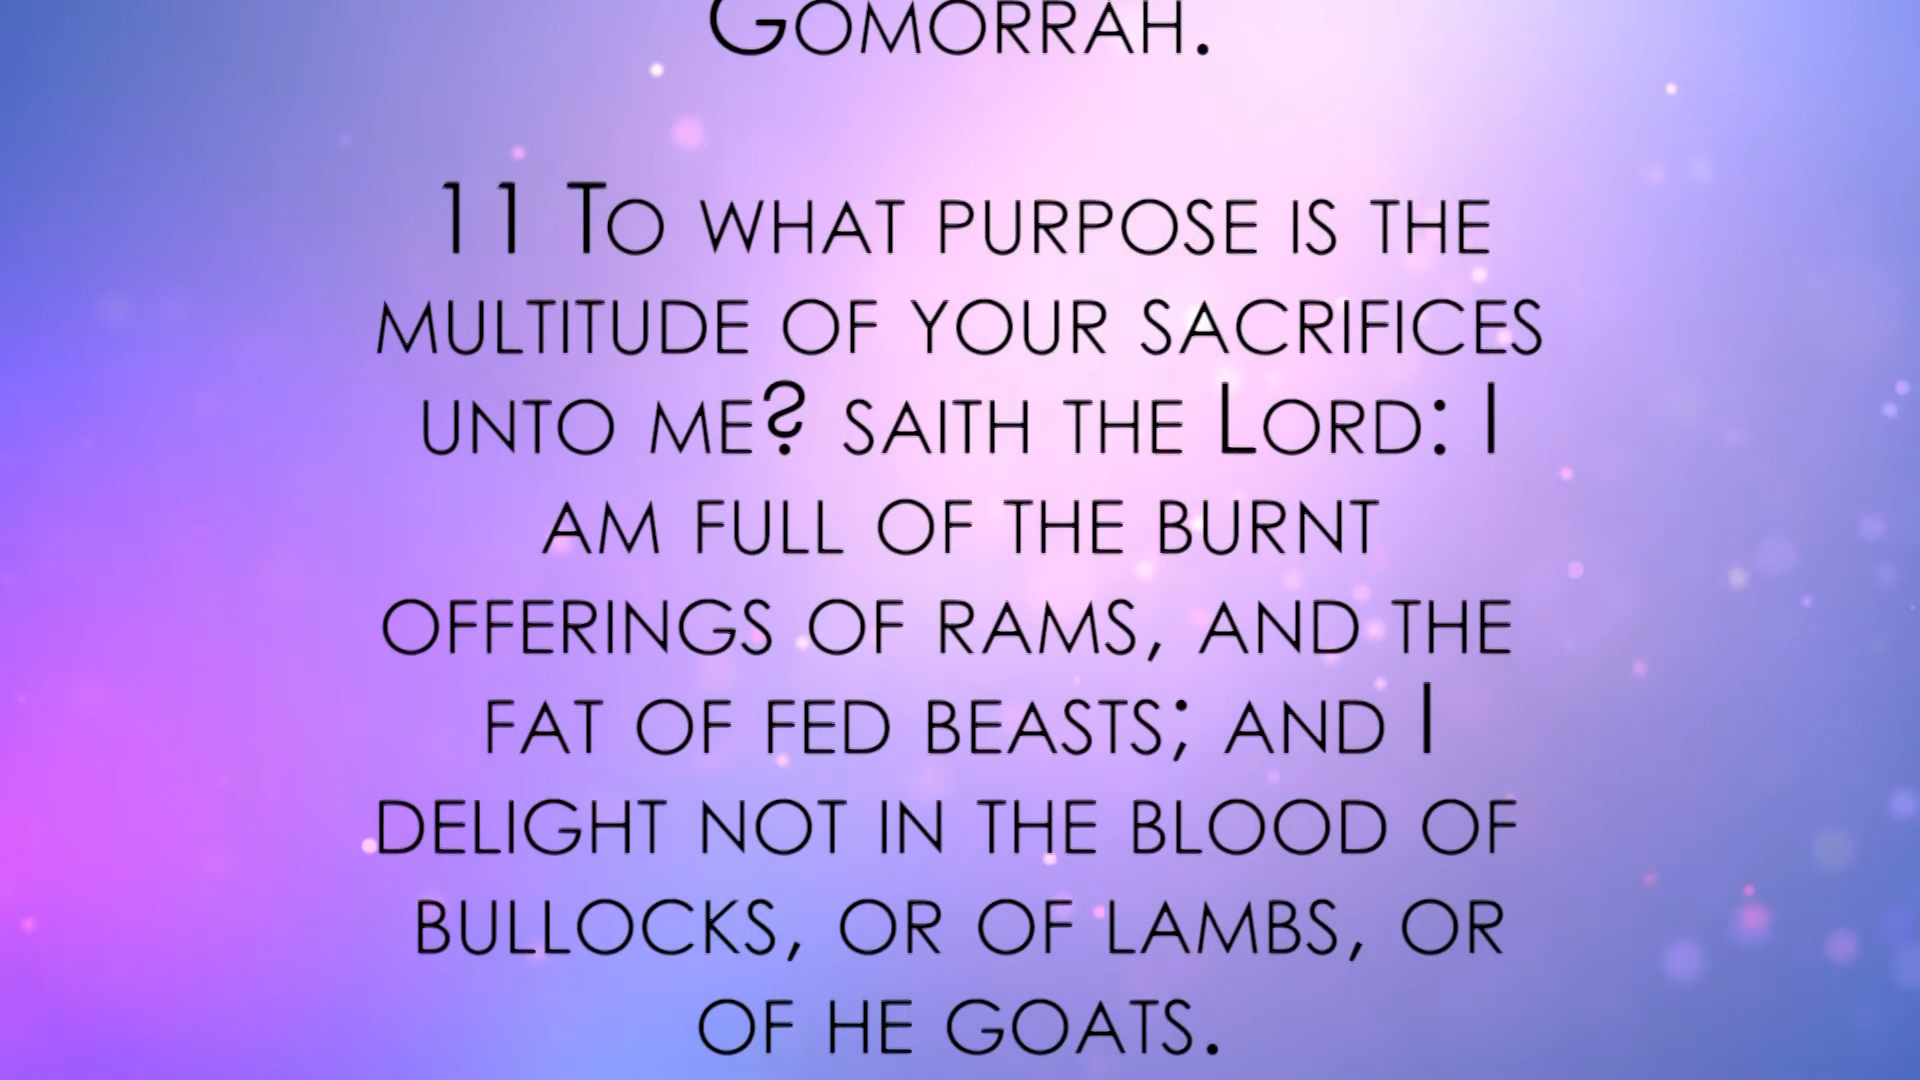 Gomorrah.
11 To what purpose is the
multitude of your sacrifices
unto me? saith the Lord: I
am full of the burnt
offerings of rams, and the
fat of fed beasts; and I
delight not in the blood of
bullocks, or of lambs, or
of he goats.